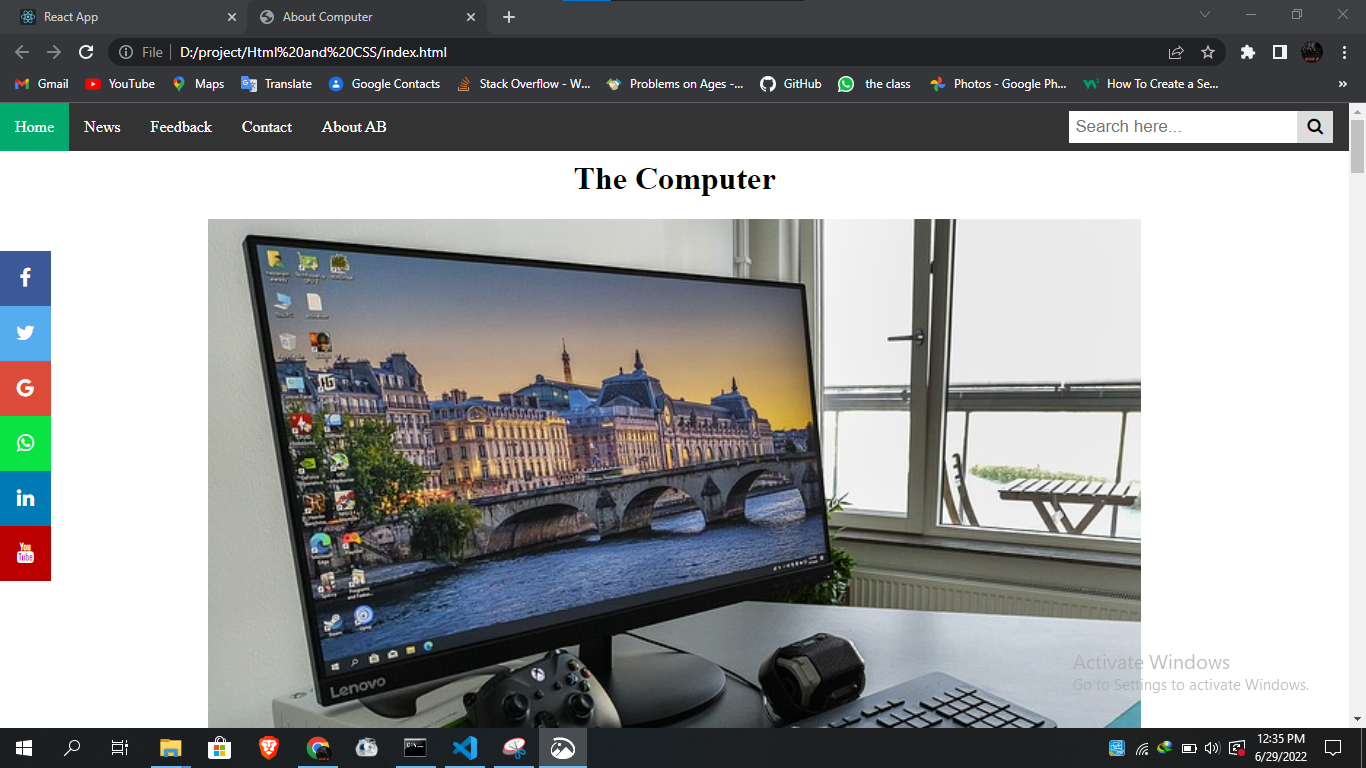 React App
About Computer
File
D:/project/Html%20and%20CSS/index.html
Gmail
YouTube
Maps
Translate
Google Contacts
Stack Overflow - W...
Problems on Ages -...
GitHub
the class
Photos - Google Ph...
How To Create a Se...
»
Home
News
Feedback
Contact
About AB
Search here...
The Computer
f
G
in
You
Tube
Lenovo
Activate Windows
Go to Settings to activate Windows.
12:35 PM
6/29/2022